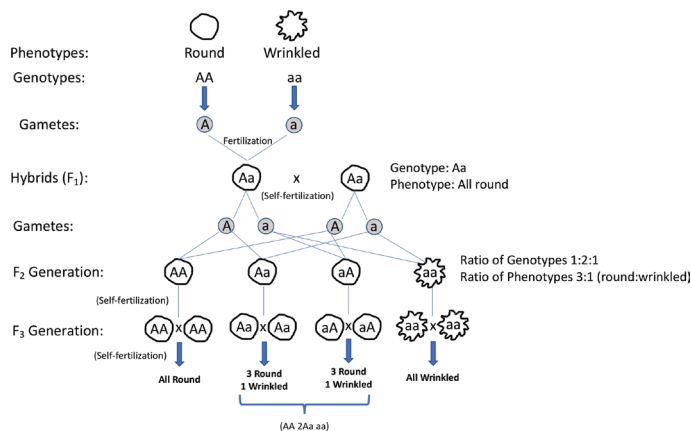 Phenotypes: Round Wrinkled
Genotypes: AA aa
Gametes: A a
Fertilization
Hybrids (F₁): Aa x Aa
(Self-fertilization)
Genotype: Aa
Phenotype: All round
Gametes: A a A a
F₂ Generation: AA Aa aA aa
Ratio of Genotypes 1:2:1
Ratio of Phenotypes 3:1 (round:wrinkled)
(Self-fertilization)
F₃ Generation: AA x AA Aa x Aa aA x aA aa x aa
(Self-fertilization)
All Round
3 Round
1 Wrinkled
3 Round
1 Wrinkled
All Wrinkled
(AA 2Aa aa)